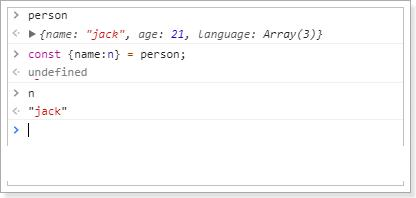 > person
<· ▶ {name: "jack", age: 21, language: Array(3)}
> const {name:n} = person;
<· undefined
> n
<· "jack"
>